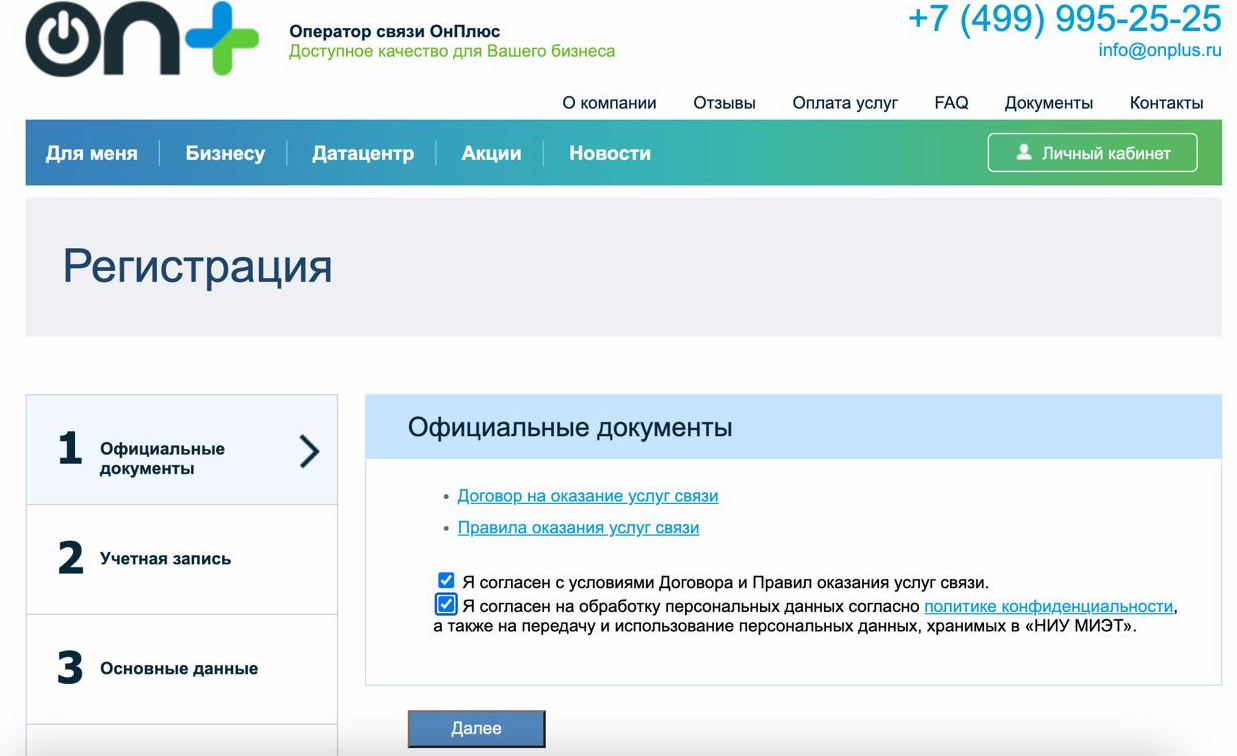 on+
Оператор связи ОнПлюс
Доступное качество для Вашего бизнеса
+7 (499) 995-25-25
info@onplus.ru
О компании Отзывы Оплата услуг FAQ Документы Контакты
Для меня Бизнесу Датацентр Акции Новости Личный кабинет
Регистрация
1 Официальные
документы
2 Учетная запись
3 Основные данные
Официальные документы
• Договор на оказание услуг связи
• Правила оказания услуг связи
Я согласен с условиями Договора и Правил оказания услуг связи.
Я согласен на обработку персональных данных согласно политике конфиденциальности,
а также на передачу и использование персональных данных, хранимых в «НИУ МИЭТ».
Далее